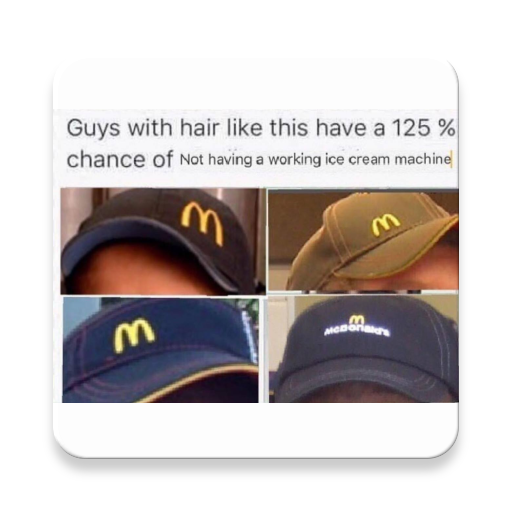 Guys with hair like this have a 125 %
chance of Not having a working ice cream machine
McDonald's